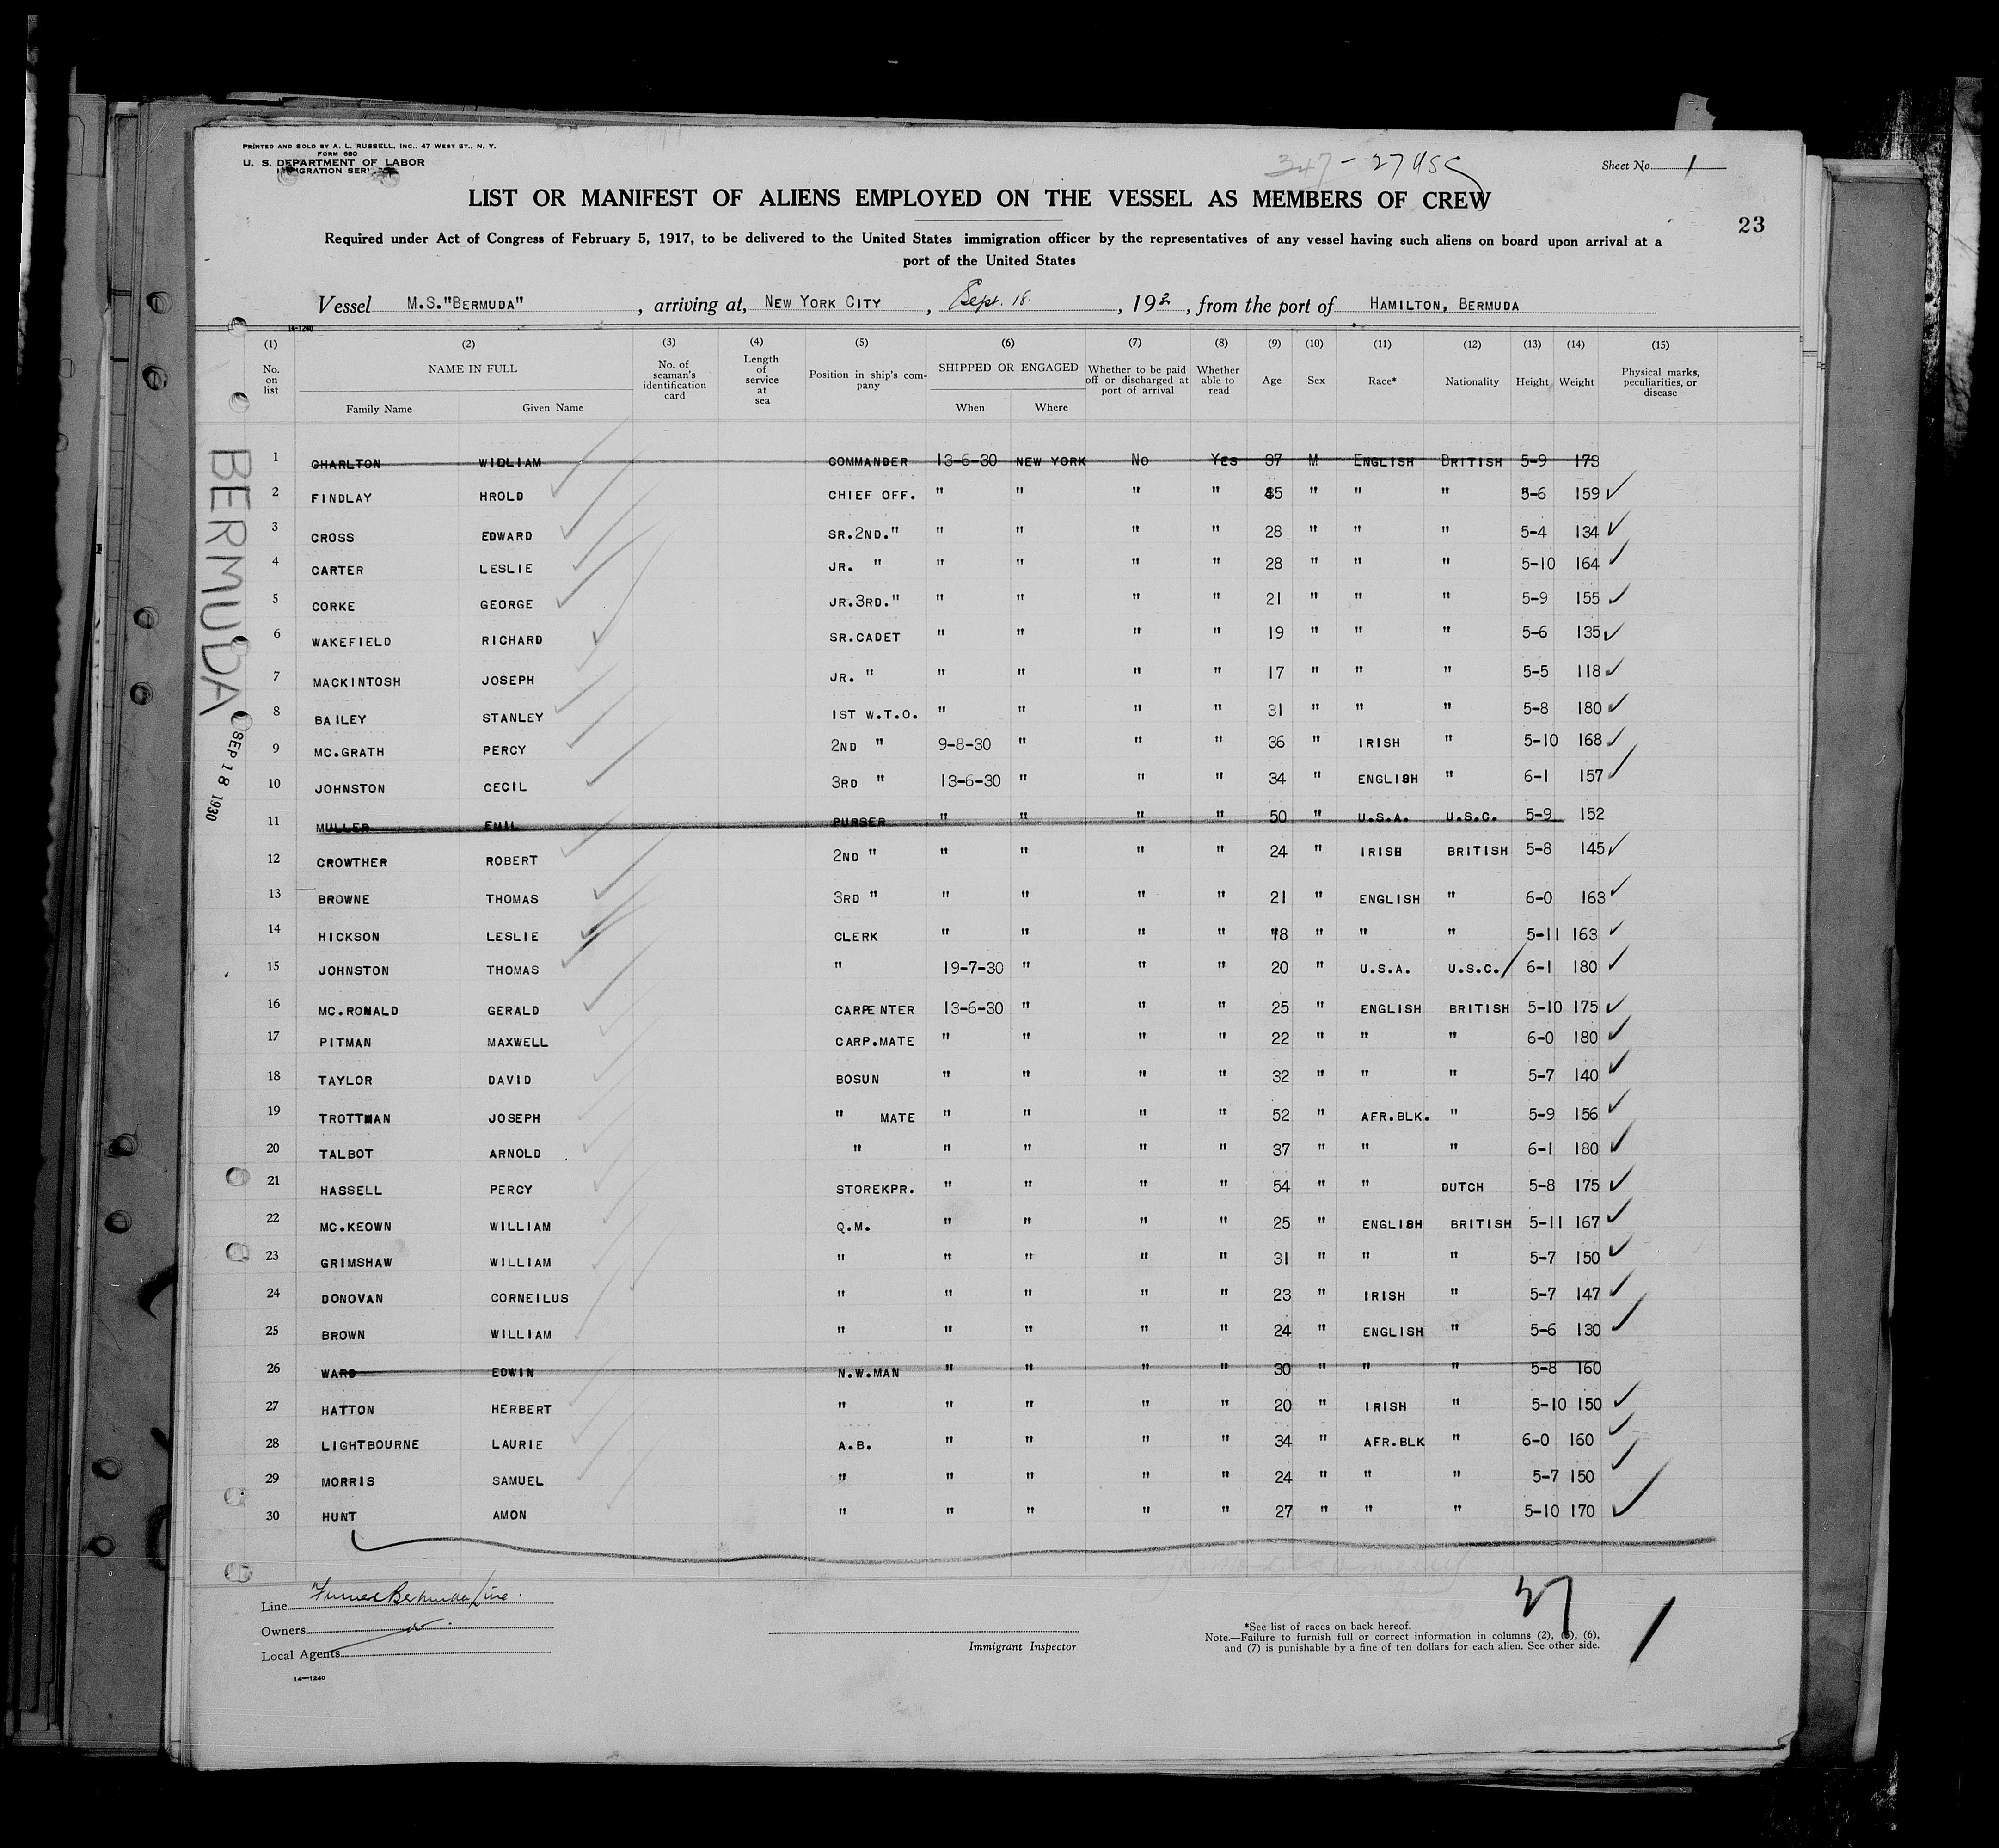 PRINTED AND SOLD BY A. L. RUSSELL, INC., 47 WEST ST., N. Y.
FORM 680
U. S. DEPARTMENT OF LABOR
IMMIGRATION SERVICE
347 - 27 USC
Sheet No. 1
LIST OR MANIFEST OF ALIENS EMPLOYED ON THE VESSEL AS MEMBERS OF CREW
23
Required under Act of Congress of February 5, 1917, to be delivered to the United States immigration officer by the representatives of any vessel having such aliens on board upon arrival at a
port of the United States
Vessel M.S."BERMUDA", arriving at, NEW YORK CITY, Sept. 18., 193, from the port of HAMILTON, BERMUDA
14-1240
(1) (2) (3) (4) (5) (6) (7) (8) (9) (10) (11) (12) (13) (14) (15)
No. on list NAME IN FULL No. of seaman's identification card Length of service at sea Position in ship's company SHIPPED OR ENGAGED Whether to be paid off or discharged at port of arrival Whether able to read Age Sex Race* Nationality Height Weight Physical marks, peculiarities, or disease
Family Name Given Name When Where
1 CHARLTON WILLIAM COMMANDER 13-6-30 NEW YORK No YES 37 M ENGLISH BRITISH 5-9 173
2 FINDLAY HROLD CHIEF OFF. " " " " 45 " " " 5-6 159 ✓
3 CROSS EDWARD SR.2ND." " " " " 28 " " " 5-4 134 ✓
4 CARTER LESLIE JR. " " " " " 28 " " " 5-10 164 ✓
5 CORKE GEORGE JR.3RD." " " " " 21 " " " 5-9 155 ✓
6 WAKEFIELD RICHARD SR.CADET " " " " 19 " " " 5-6 135 ✓
7 MACKINTOSH JOSEPH JR. " " " " " 17 " " " 5-5 118 ✓
8 BAILEY STANLEY 1ST W.T.O. " " " " 31 " " " 5-8 180 ✓
9 MC.GRATH PERCY 2ND " 9-8-30 " " " 36 " IRISH " 5-10 168 ✓
10 JOHNSTON CECIL 3RD " 13-6-30 " " " 34 " ENGLISH " 6-1 157 ✓
11 MULLER EMIL PURSER " " " " 50 " U.S.A. U.S.C. 5-9 152
12 CROWTHER ROBERT 2ND " " " " " 24 " IRISH BRITISH 5-8 145 ✓
13 BROWNE THOMAS 3RD " " " " " 21 " ENGLISH " 6-0 163 ✓
14 HICKSON LESLIE CLERK " " " " 18 " " " 5-11 163 ✓
15 JOHNSTON THOMAS " 19-7-30 " " " 20 " U.S.A. U.S.C. 6-1 180 ✓
16 MC.RONALD GERALD CARPENTER 13-6-30 " " " 25 " ENGLISH BRITISH 5-10 175 ✓
17 PITMAN MAXWELL CARP.MATE " " " " 22 " " " 6-0 180 ✓
18 TAYLOR DAVID BOSUN " " " " 32 " " " 5-7 140 ✓
19 TROTTMAN JOSEPH " MATE " " " " 52 " AFR.BLK. " 5-9 156 ✓
20 TALBOT ARNOLD " " " " " 37 " " " 6-1 180 ✓
21 HASSELL PERCY STOREKPR. " " " " 54 " " DUTCH 5-8 175 ✓
22 MC.KEOWN WILLIAM Q.M. " " " " 25 " ENGLISH BRITISH 5-11 167 ✓
23 GRIMSHAW WILLIAM " " " " " 31 " " " 5-7 150 ✓
24 DONOVAN CORNEILUS " " " " " 23 " IRISH " 5-7 147 ✓
25 BROWN WILLIAM " " " " " 24 " ENGLISH " 5-6 130 ✓
26 WARD EDWIN N.W.MAN " " " " 30 " " " 5-8 160
27 HATTON HERBERT " " " " " 20 " IRISH " 5-10 150 ✓
28 LIGHTBOURNE LAURIE A.B. " " " " 34 " AFR.BLK " 6-0 160 ✓
29 MORRIS SAMUEL " " " " " 24 " " " 5-7 150 ✓
30 HUNT AMON " " " " " 27 " " " 5-10 170 ✓
BERMUDA
SEP 18 1930
Line Furness Bermuda Line.
Owners do.
Local Agents
Immigrant Inspector
27 1
*See list of races on back hereof.
Note.—Failure to furnish full or correct information in columns (2), (5), (6),
and (7) is punishable by a fine of ten dollars for each alien. See other side.
14-1240